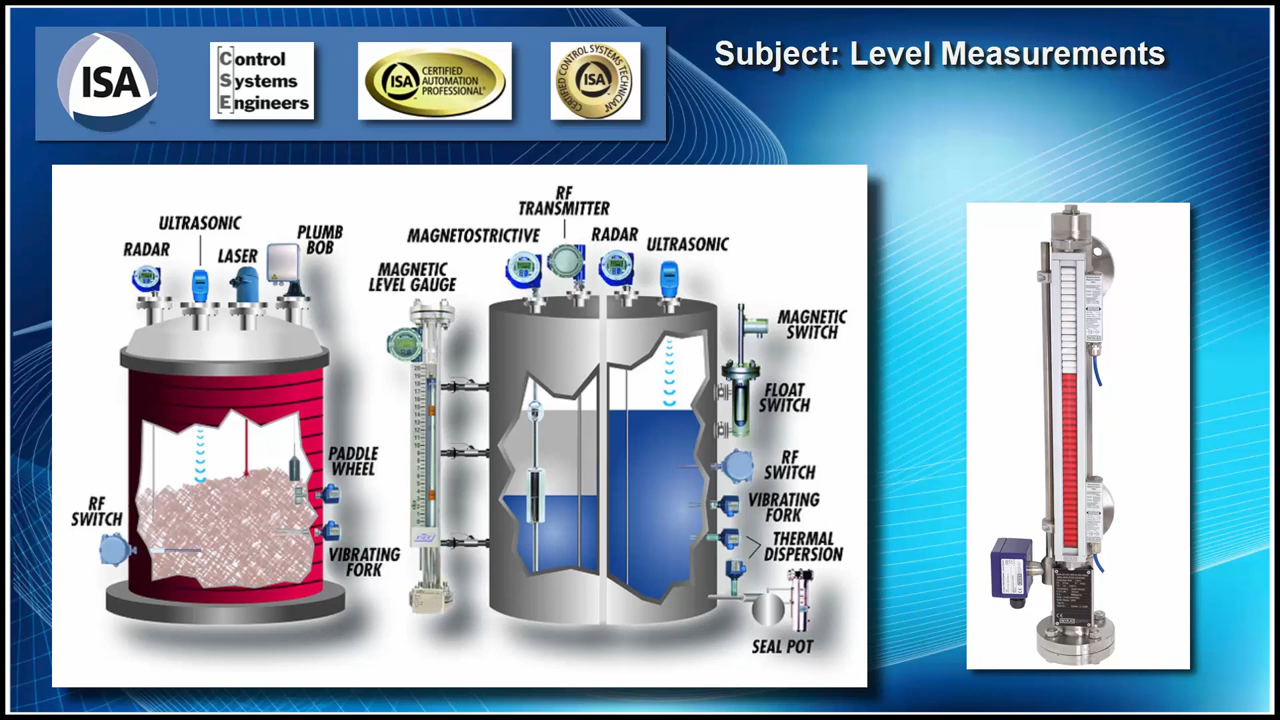 Subject: Level Measurements
ISA
[C]ontrol
Systems
[E]ngineers
ISA
CERTIFIED
AUTOMATION
PROFESSIONAL®
CERTIFIED CONTROL SYSTEMS TECHNICIAN
ISA
RADAR
ULTRASONIC
LASER
PLUMB
BOB
MAGNETIC
LEVEL GAUGE
MAGNETOSTRICTIVE
RF
TRANSMITTER
RADAR
ULTRASONIC
MAGNETIC
SWITCH
FLOAT
SWITCH
RF
SWITCH
VIBRATING
FORK
THERMAL
DISPERSION
SEAL POT
PADDLE
WHEEL
RF
SWITCH
VIBRATING
FORK